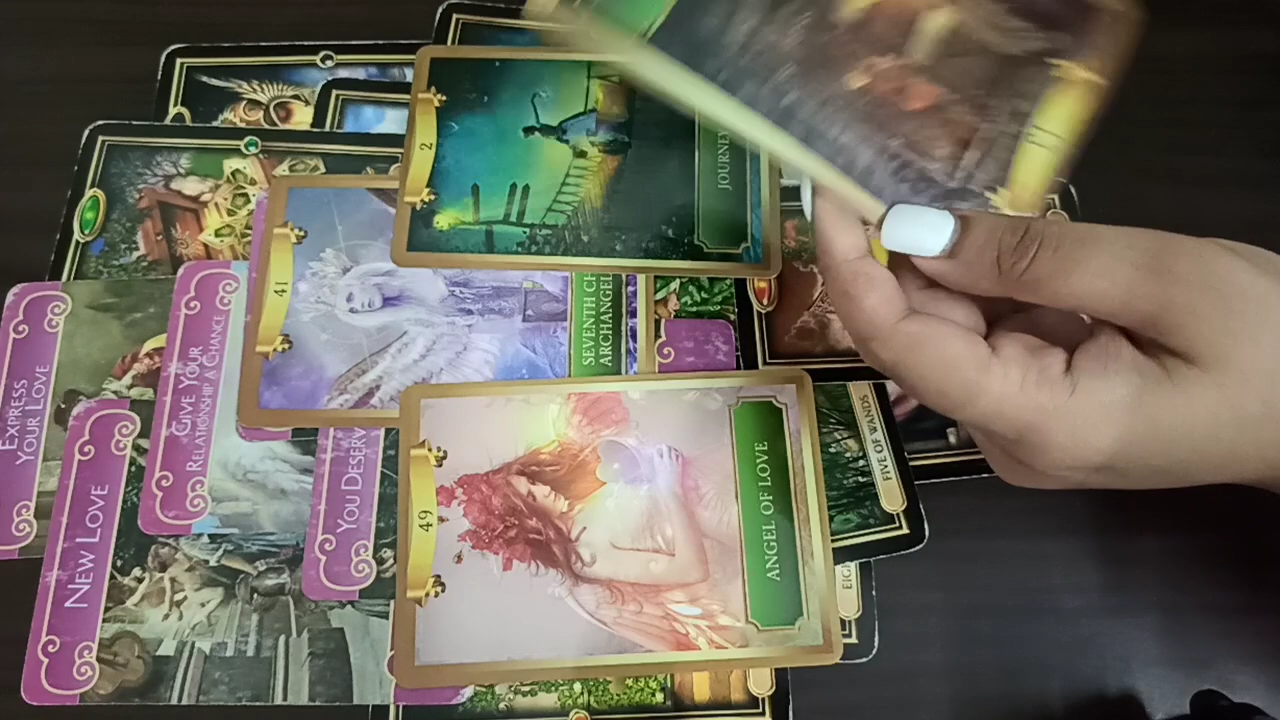 EXPRESS
YOUR LOVE
NEW LOVE
GIVE YOUR
RELATIONSHIP A CHANCE
YOU DESERV
41
SEVENTH CH
ARCHANGEL
2
JOURNEY
49
ANGEL OF LOVE
FIVE OF WANDS
EIGH